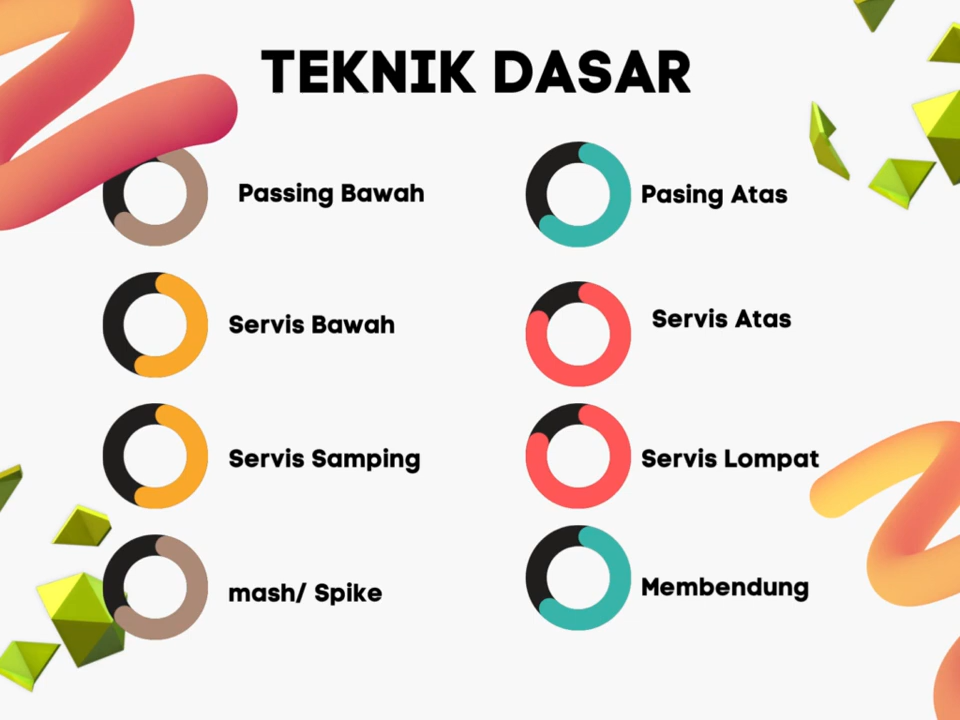 TEKNIK DASAR
Passing Bawah
Pasing Atas
Servis Bawah
Servis Atas
Servis Samping
Servis Lompat
mash/ Spike
Membendung